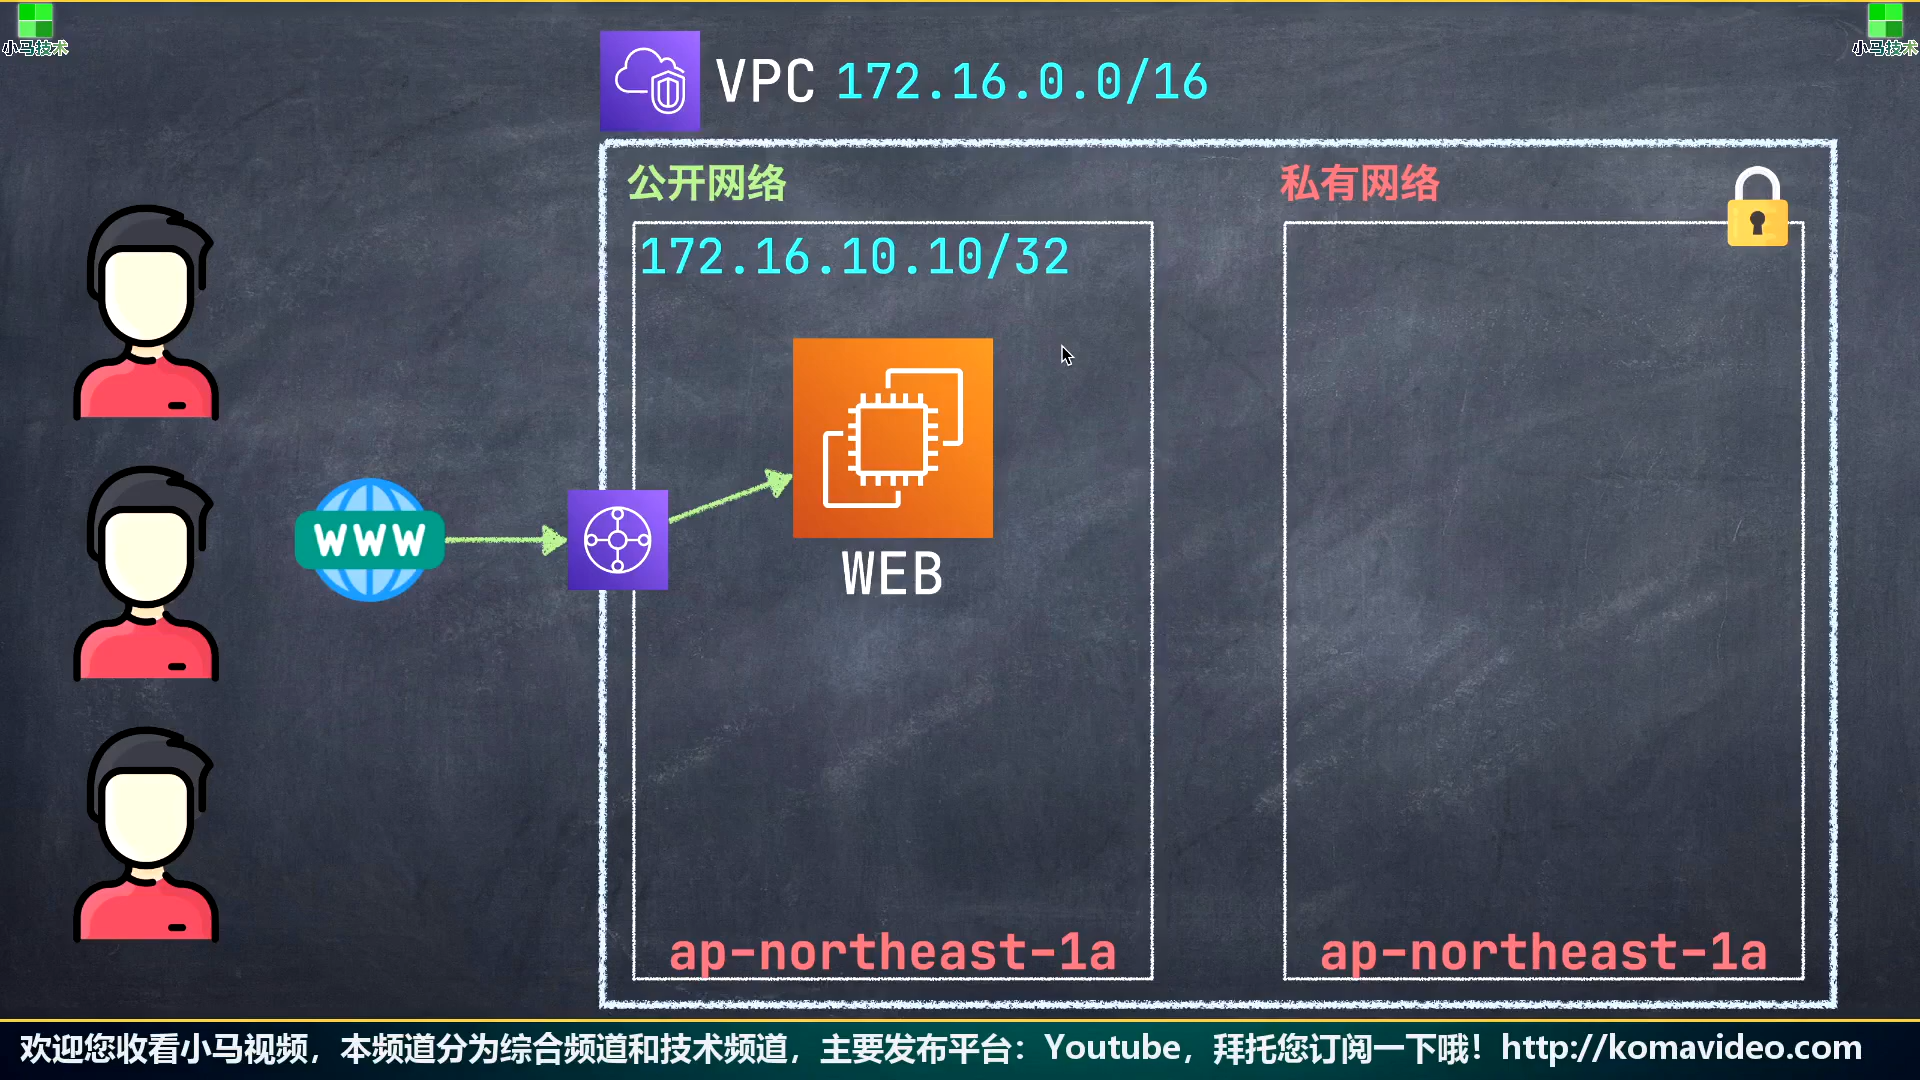 小马技术
小马技术
VPC 172.16.0.0/16
公开网络
私有网络
172.16.10.10/32
WWW
WEB
ap-northeast-1a
ap-northeast-1a
欢迎您收看小马视频，本频道分为综合频道和技术频道，主要发布平台：Youtube，拜托您订阅一下哦！http://komavideo.com